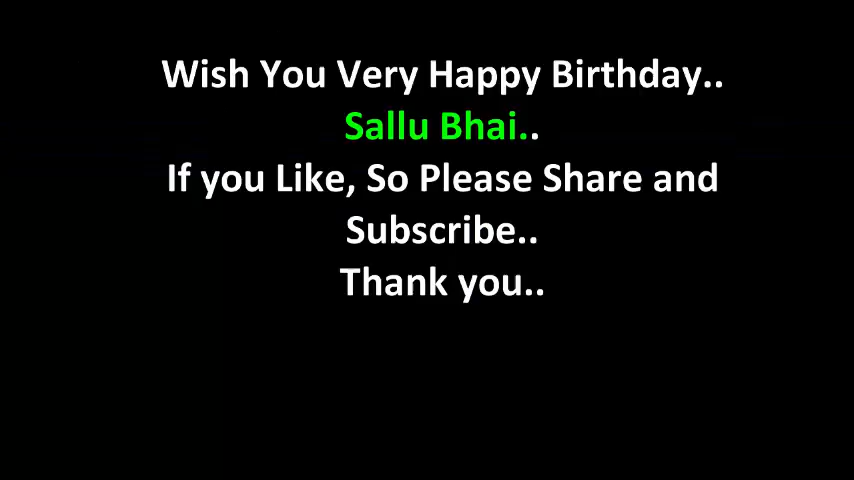 Wish You Very Happy Birthday..
Sallu Bhai..
If you Like, So Please Share and
Subscribe..
Thank you..